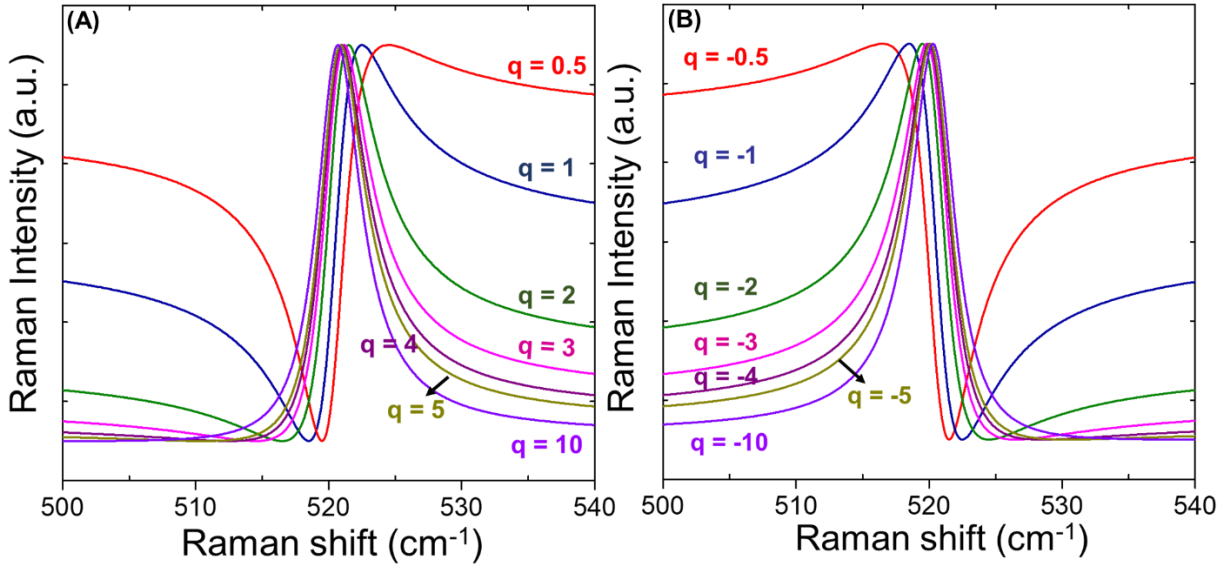 (A)
Raman Intensity (a.u.)
q = 0.5
q = 1
q = 2
q = 3
q = 4
q = 5
q = 10
500 510 520 530 540
Raman shift (cm-1)
(B)
Raman Intensity (a.u.)
q = -0.5
q = -1
q = -2
q = -3
q = -4
q = -5
q = -10
500 510 520 530 540
Raman shift (cm-1)